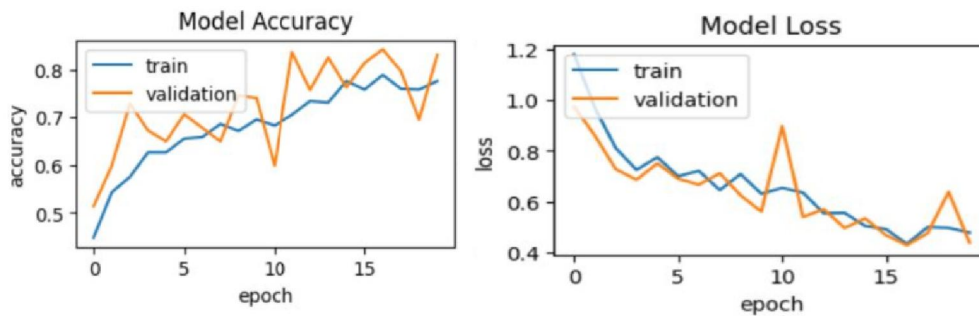 Model Accuracy
train
validation
accuracy
0.8
0.7
0.6
0.5
0
5
10
15
epoch
Model Loss
train
validation
loss
1.2
1.0
0.8
0.6
0.4
0
5
10
15
epoch